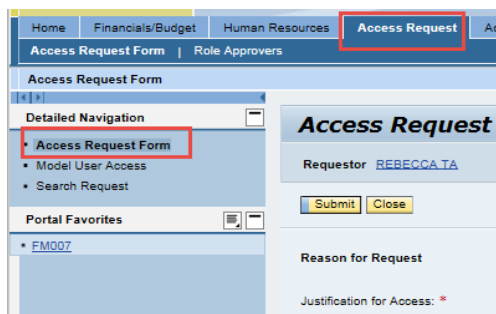 Home Financials/Budget Human Resources Access Request
Access Request Form | Role Approvers
Access Request Form
Detailed Navigation
Access Request Form
Model User Access
Search Request
Portal Favorites
FM007
Access Request
Requestor REBECCA TA
Submit Close
Reason for Request
Justification for Access: *